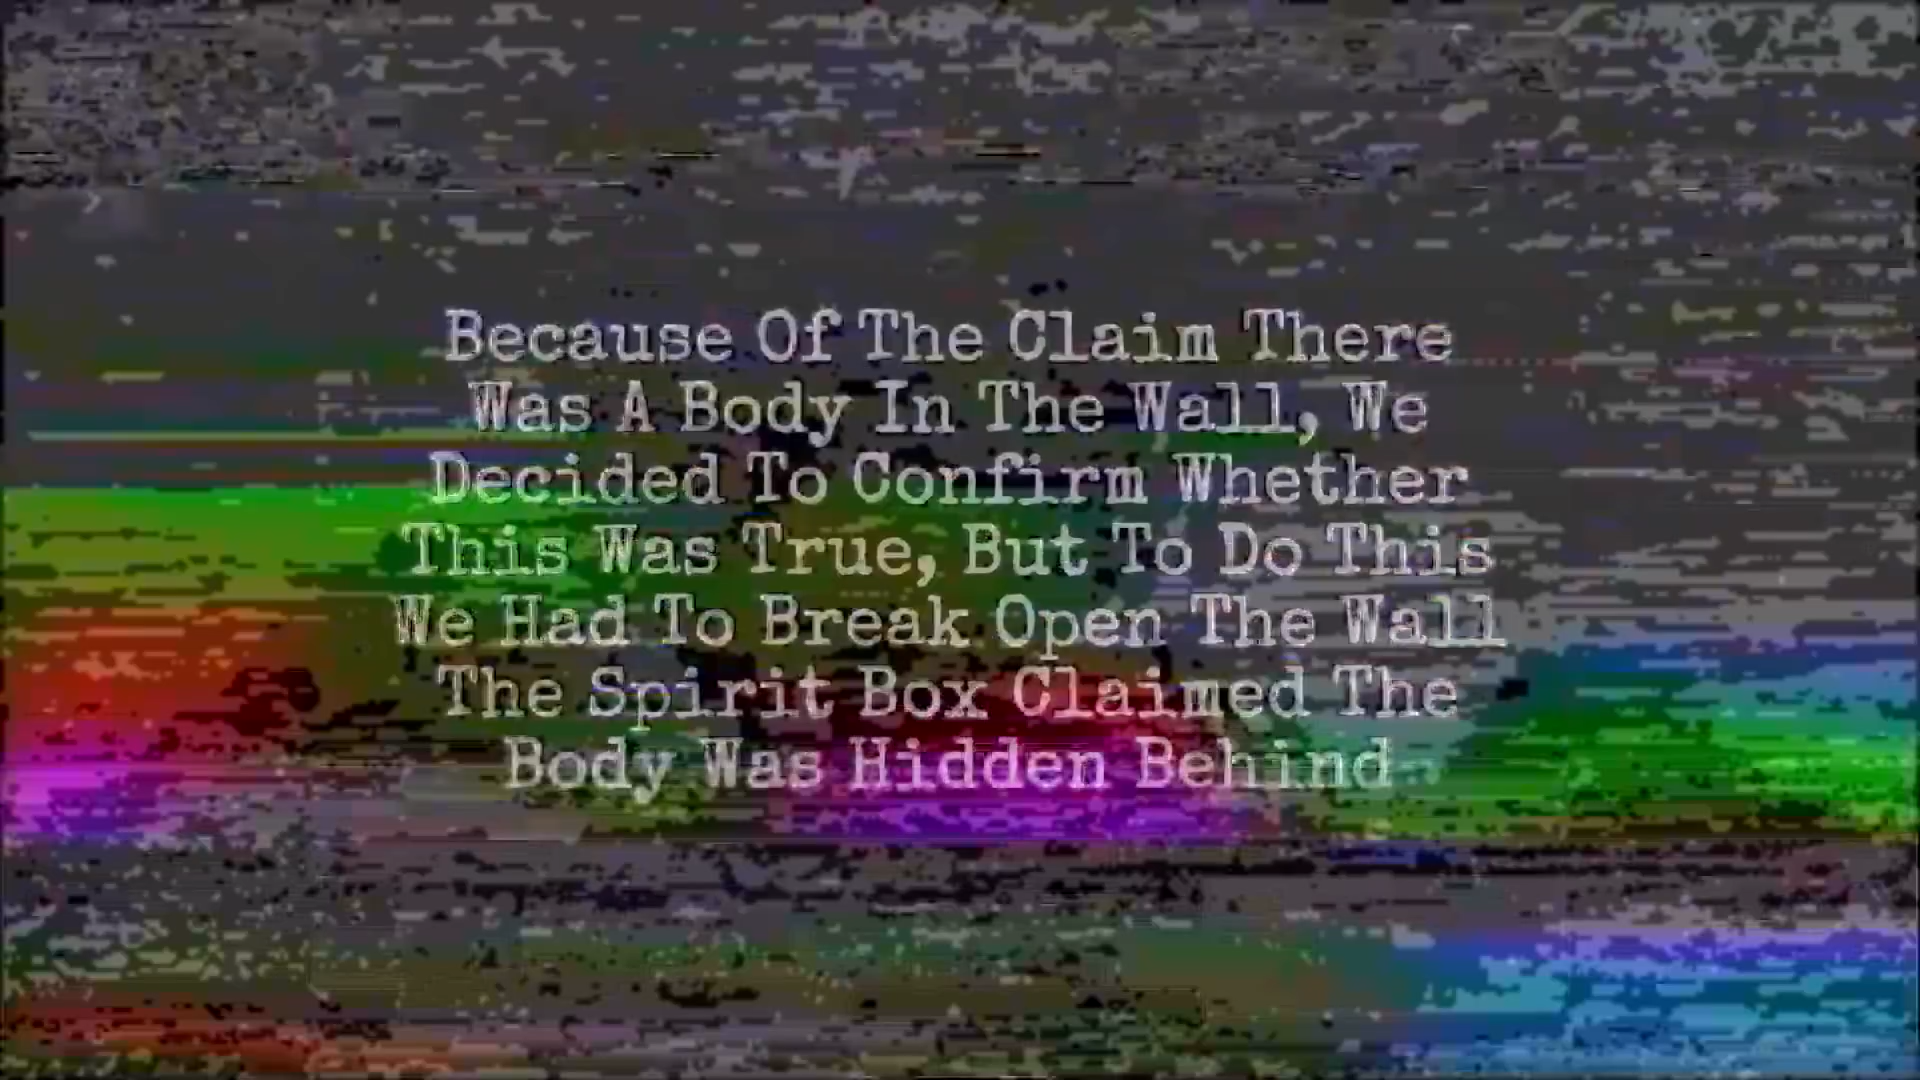 Because Of The Claim There
Was A Body In The Wall, We
Decided To Confirm Whether
This Was True, But To Do This
We Had To Break Open The Wall
The Spirit Box Claimed The
Body Was Hidden Behind